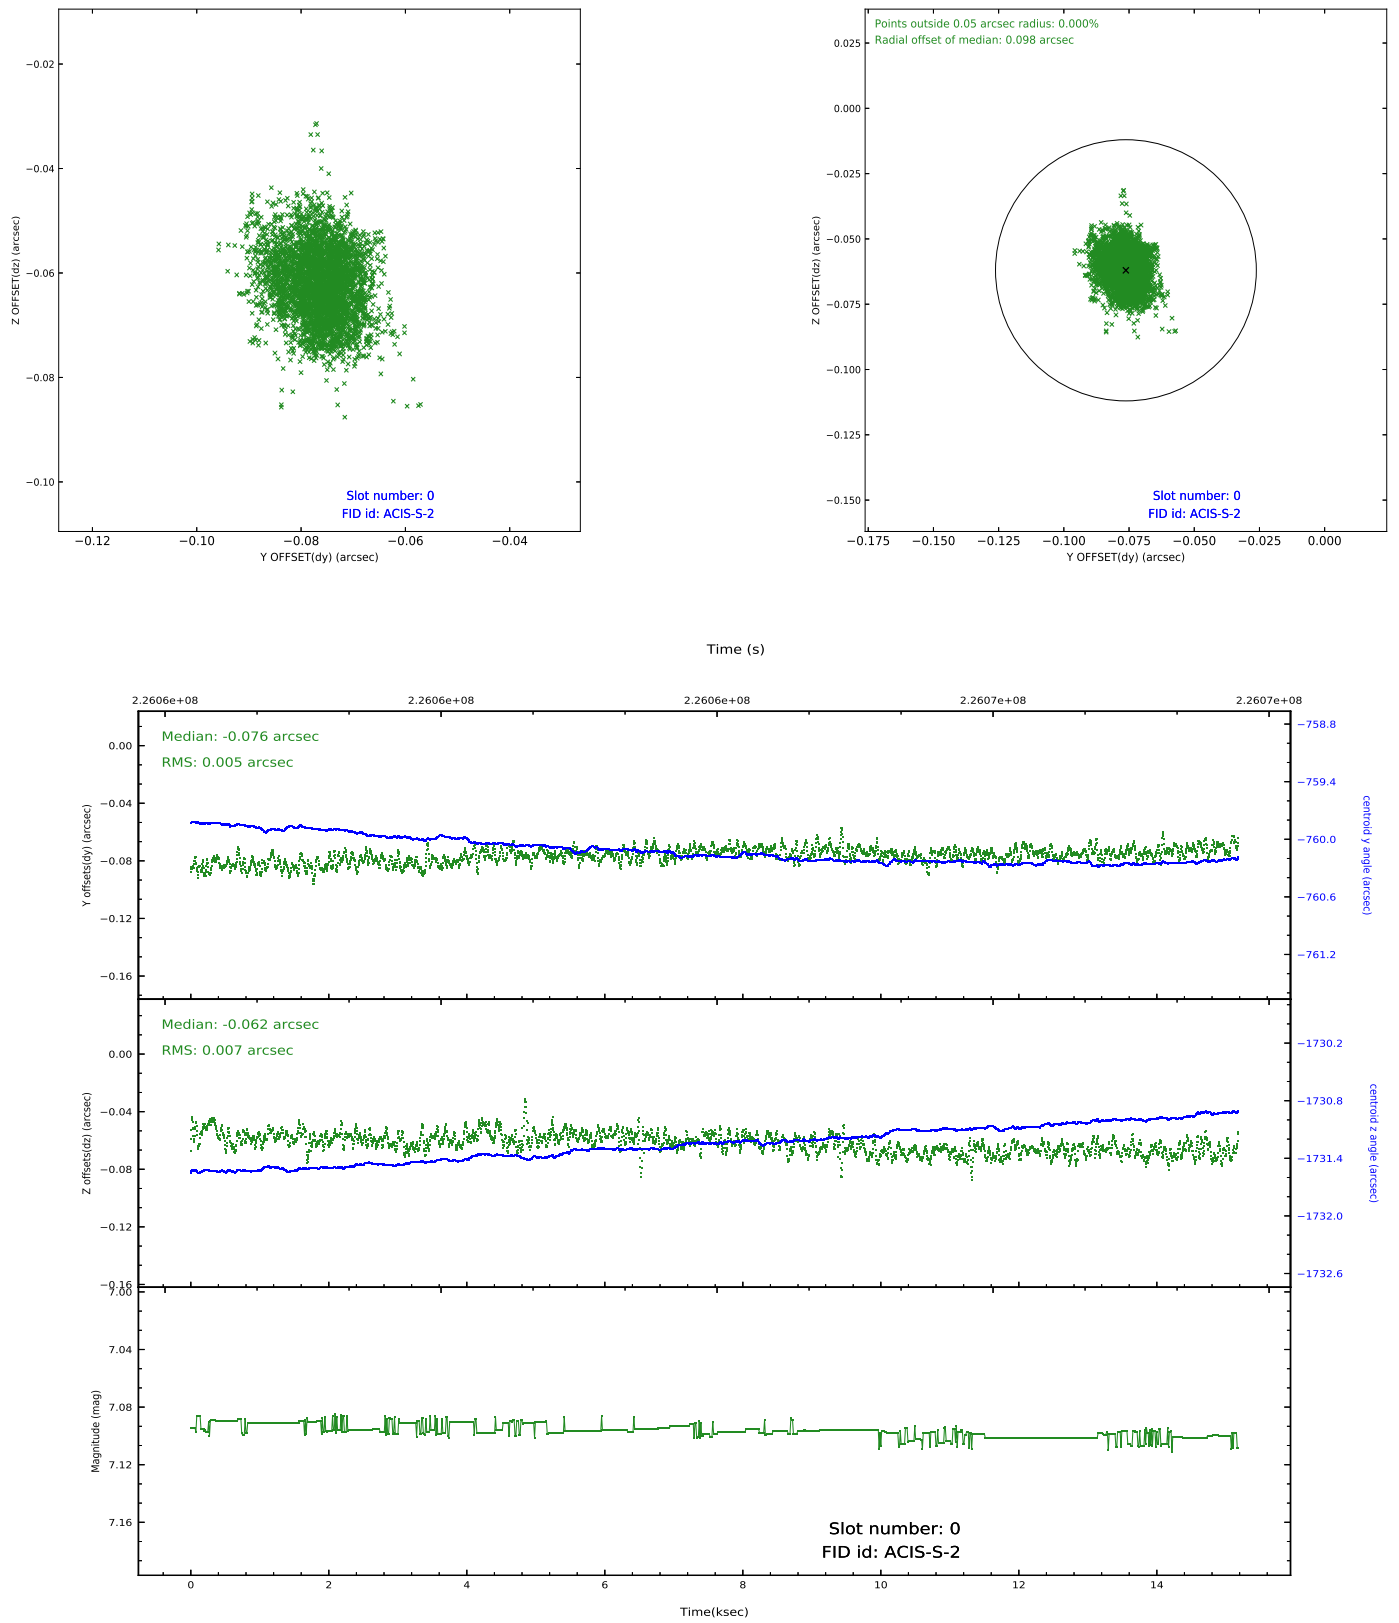 −0.02
−0.04
−0.06
−0.08
−0.10
Z OFFSET(dz) (arcsec)
Slot number: 0
FID id: ACIS-S-2
−0.12 −0.10 −0.08 −0.06 −0.04
Y OFFSET(dy) (arcsec)
Points outside 0.05 arcsec radius: 0.000%
Radial offset of median: 0.098 arcsec
0.025
0.000
−0.025
−0.050
−0.075
−0.100
−0.125
−0.150
Z OFFSET(dz) (arcsec)
Slot number: 0
FID id: ACIS-S-2
−0.175 −0.150 −0.125 −0.100 −0.075 −0.050 −0.025 0.000
Y OFFSET(dy) (arcsec)
Time (s)
2.2606e+08 2.2606e+08 2.2606e+08 2.2607e+08 2.2607e+08
Median: -0.076 arcsec
RMS: 0.005 arcsec
0.00
−0.04
−0.08
−0.12
−0.16
Y offsets(dy) (arcsec)
−758.8
−759.4
−760.0
−760.6
−761.2
centroid y angle (arcsec)
Median: -0.062 arcsec
RMS: 0.007 arcsec
0.00
−0.04
−0.08
−0.12
−0.16
Z offsets(dz) (arcsec)
−1730.2
−1730.8
−1731.4
−1732.0
−1732.6
centroid z angle (arcsec)
7.00
7.04
7.08
7.12
7.16
Magnitude (mag)
Slot number: 0
FID id: ACIS-S-2
0 2 4 6 8 10 12 14
Time(ksec)